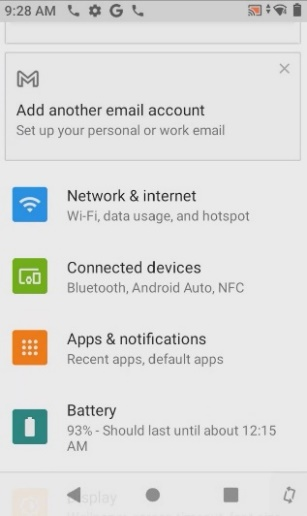 9:28 AM
Add another email account
Set up your personal or work email
Network & internet
Wi-Fi, data usage, and hotspot
Connected devices
Bluetooth, Android Auto, NFC
Apps & notifications
Recent apps, default apps
Battery
93% - Should last until about 12:15
AM
Display